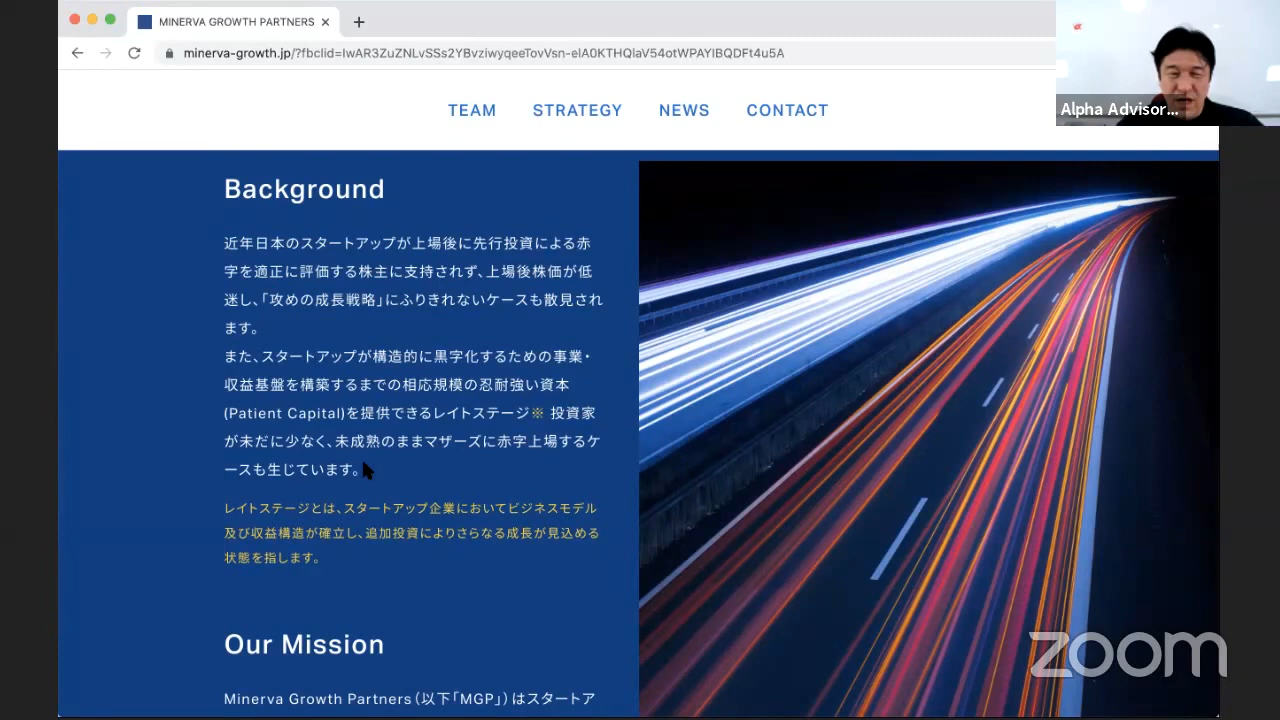 MINERVA GROWTH PARTNERS
minerva-growth.jp/?fbclid=IwAR3ZuZNLvSSs2YBvziwyqeeTovVsn-elA0KTHQlaV54otWPAYIBQDFt4u5A
Alpha Advisor...
TEAM STRATEGY NEWS CONTACT
Background
近年日本のスタートアップが上場後に先行投資による赤
字を適正に評価する株主に支持されず、上場後株価が低
迷し、「攻めの成長戦略」にふりきれないケースも散見され
ます。
また、スタートアップが構造的に黒字化するための事業・
収益基盤を構築するまでの相応規模の忍耐強い資本
(Patient Capital)を提供できるレイトステージ※ 投資家
が未だに少なく、未成熟のままマザーズに赤字上場するケ
ースも生じています。
レイトステージとは、スタートアップ企業においてビジネスモデル
及び収益構造が確立し、追加投資によりさらなる成長が見込める
状態を指します。
Our Mission
Minerva Growth Partners（以下「MGP」）はスタートア
zoom